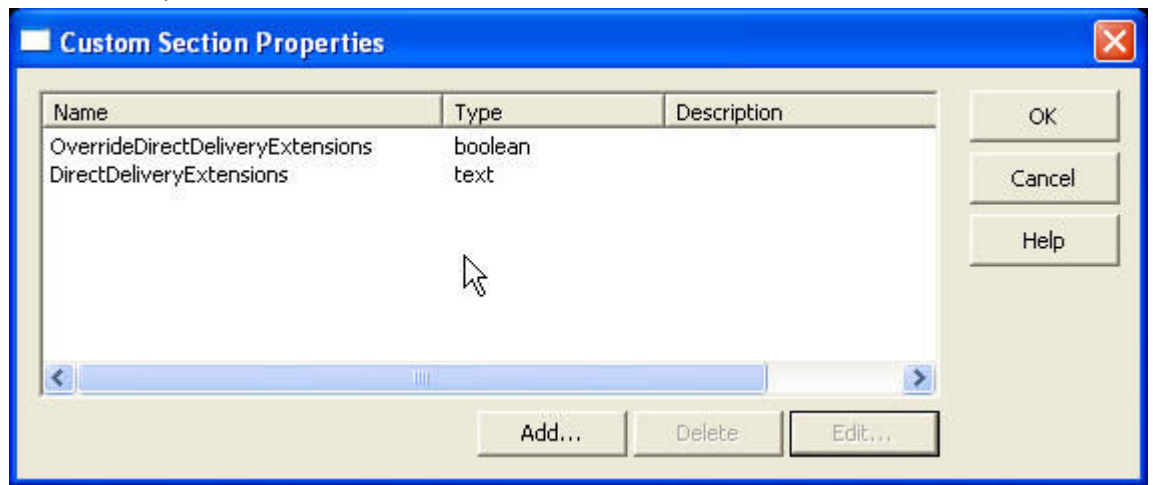 Custom Section Properties
Name Type Description
OverrideDirectDeliveryExtensions boolean
DirectDeliveryExtensions text
OK
Cancel
Help
Add... Delete Edit...